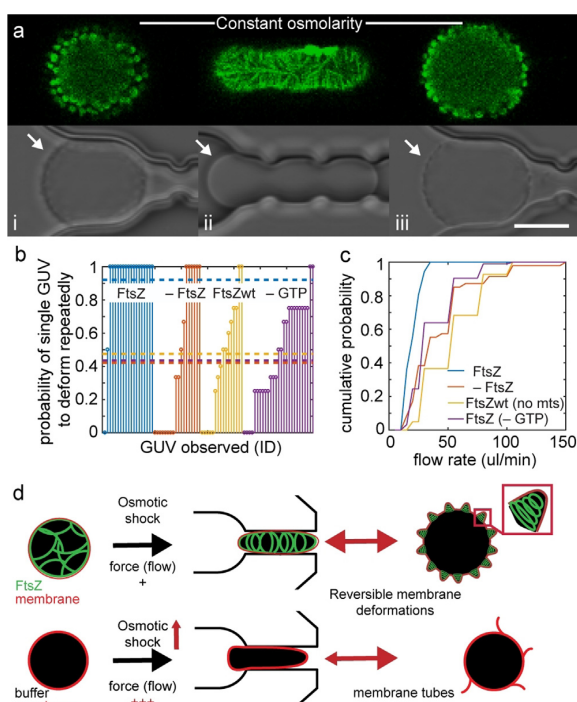 a
Constant osmolarity
i
ii
iii
b
probability of single GUV
to deform repeatedly
1
0.8
0.6
0.4
0.2
0
FtsZ
– FtsZ
FtsZwt
– GTP
GUV observed (ID)
c
cumulative probability
1
0.8
0.6
0.4
0.2
0
FtsZ
– FtsZ
FtsZwt (no mts)
FtsZ (– GTP)
0
50
100
150
flow rate (ul/min)
d
FtsZ
membrane
Osmotic
shock
force (flow)
+
Reversible membrane
deformations
buffer
Osmotic
shock
force (flow)
+++
membrane tubes